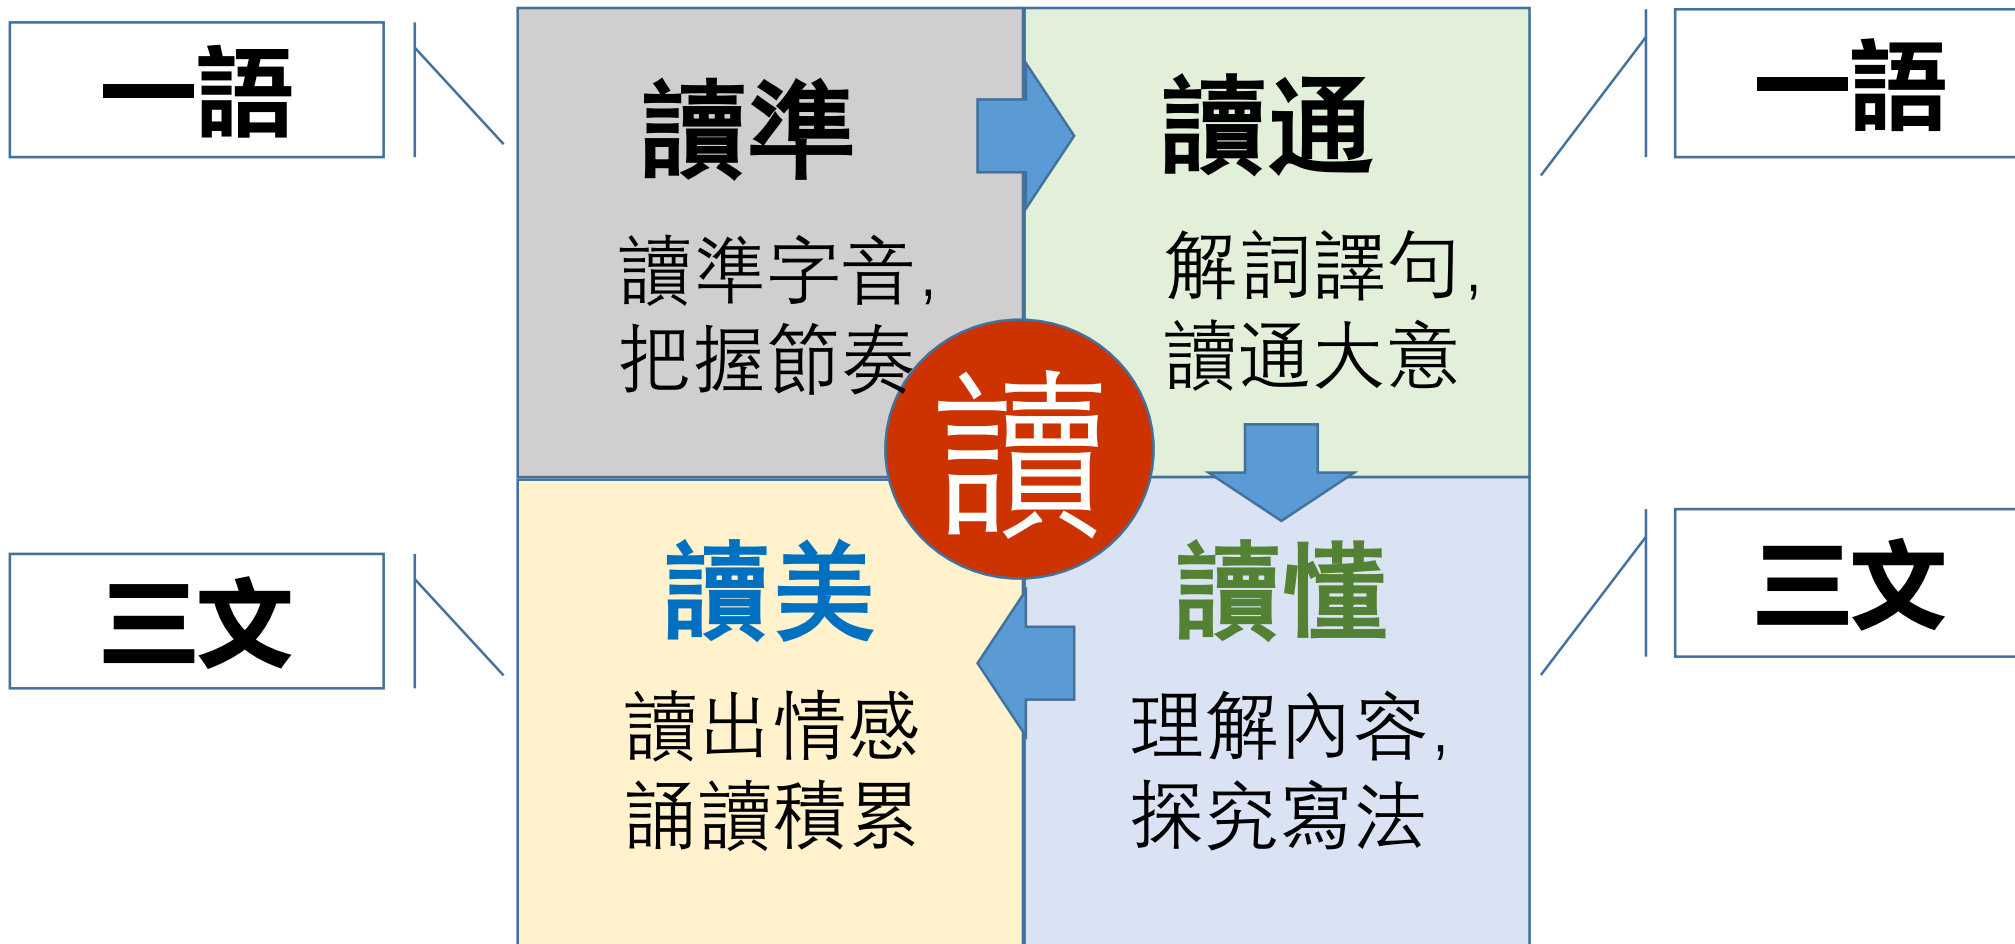 一語
讀準
讀準字音,
把握節奏
讀通
解詞譯句,
讀通大意
一語
讀
三文
讀美
讀出情感
誦讀積累
讀懂
理解內容,
探究寫法
三文